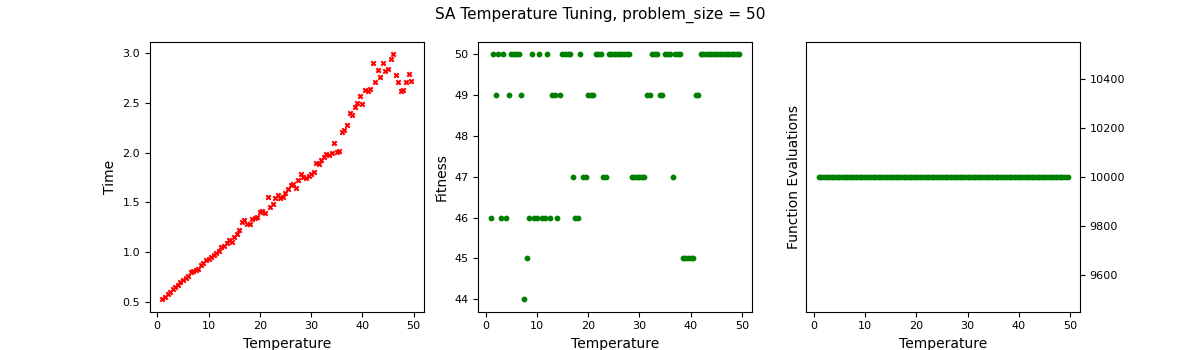 SA Temperature Tuning, problem_size = 50
Time
3.0
2.5
2.0
1.5
1.0
0.5
0 10 20 30 40 50
Temperature
Fitness
50
49
48
47
46
45
44
0 10 20 30 40 50
Temperature
Function Evaluations
10400
10200
10000
9800
9600
0 10 20 30 40 50
Temperature